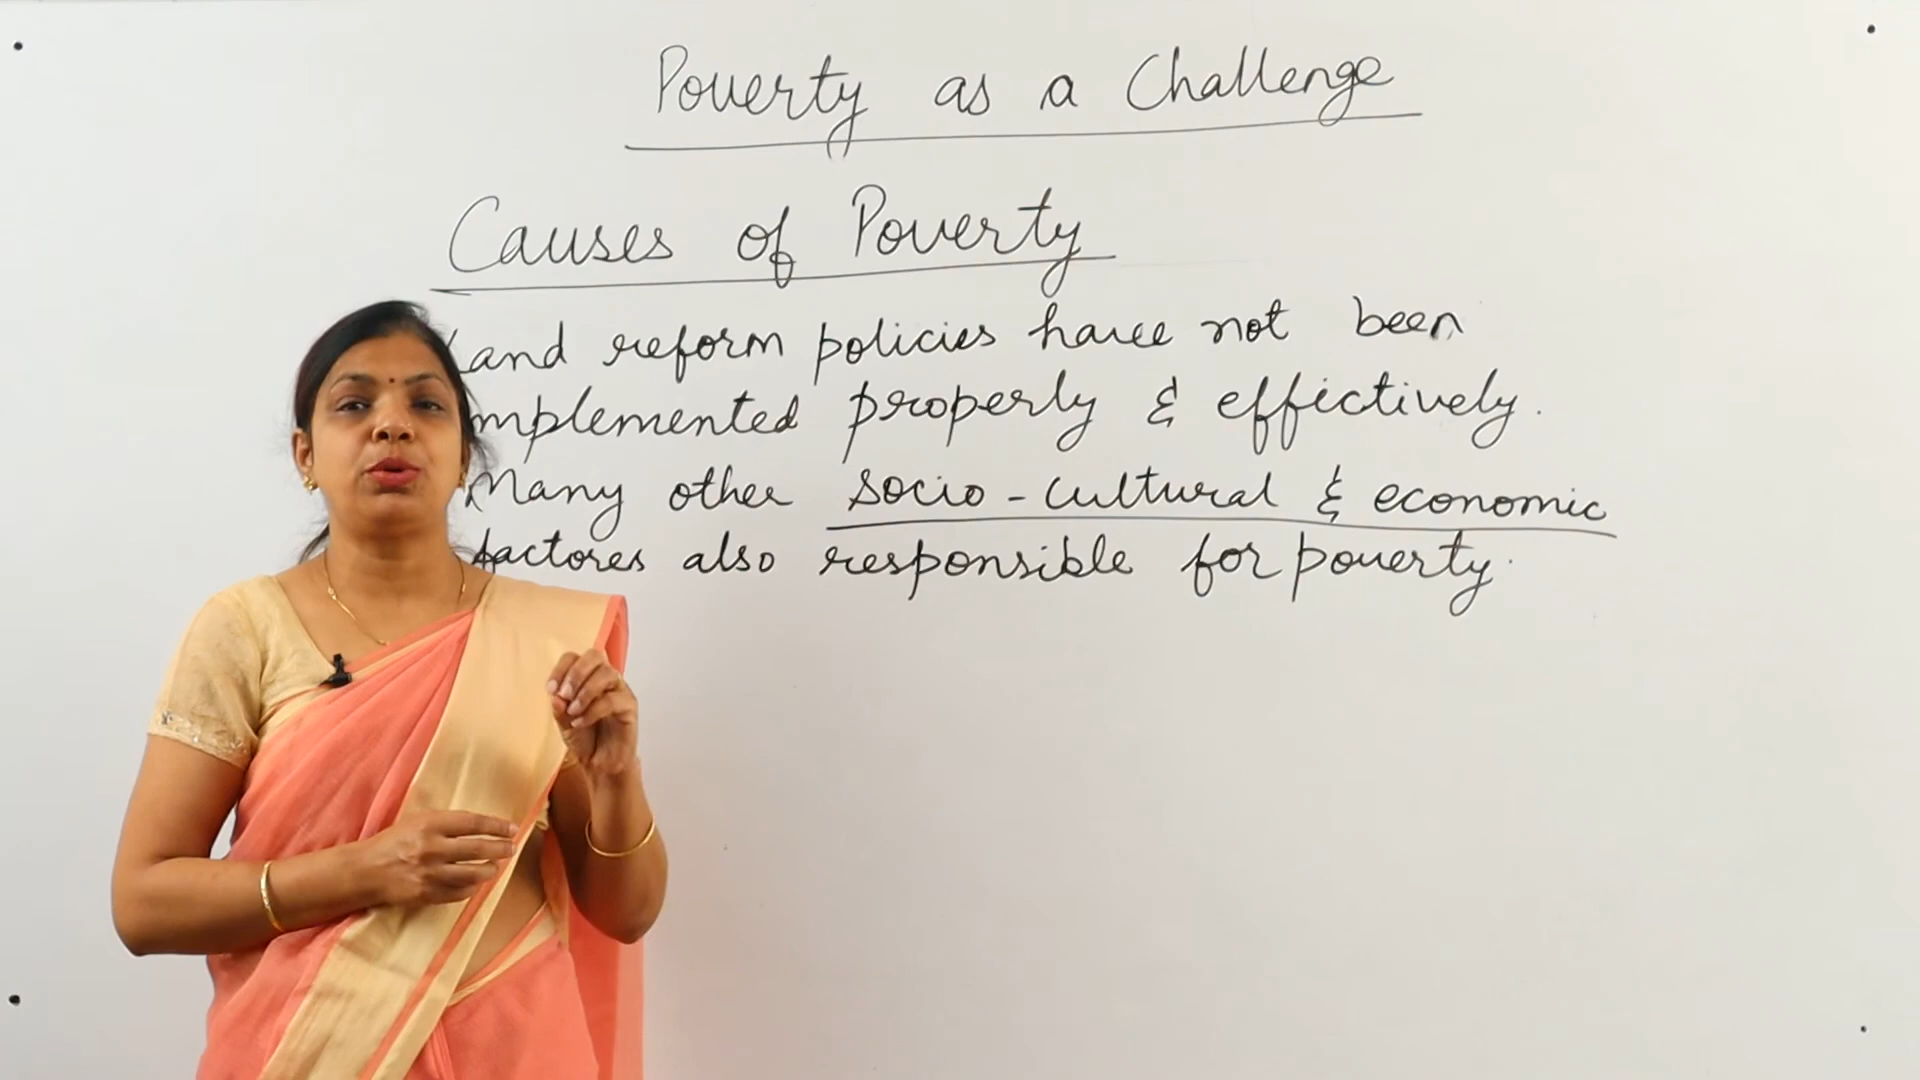 Poverty as a Challenge
Causes of Poverty
Land reform policies have not been
implemented properly & effectively.
Many other socio-cultural & economic
factores also responsible for poverty.